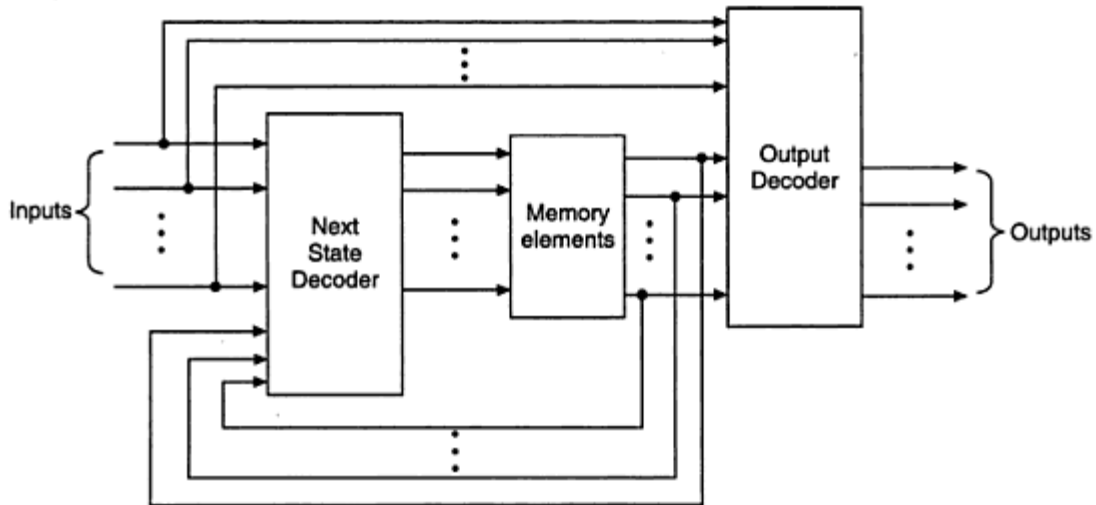 Inputs
Next
State
Decoder
Memory
elements
Output
Decoder
Outputs